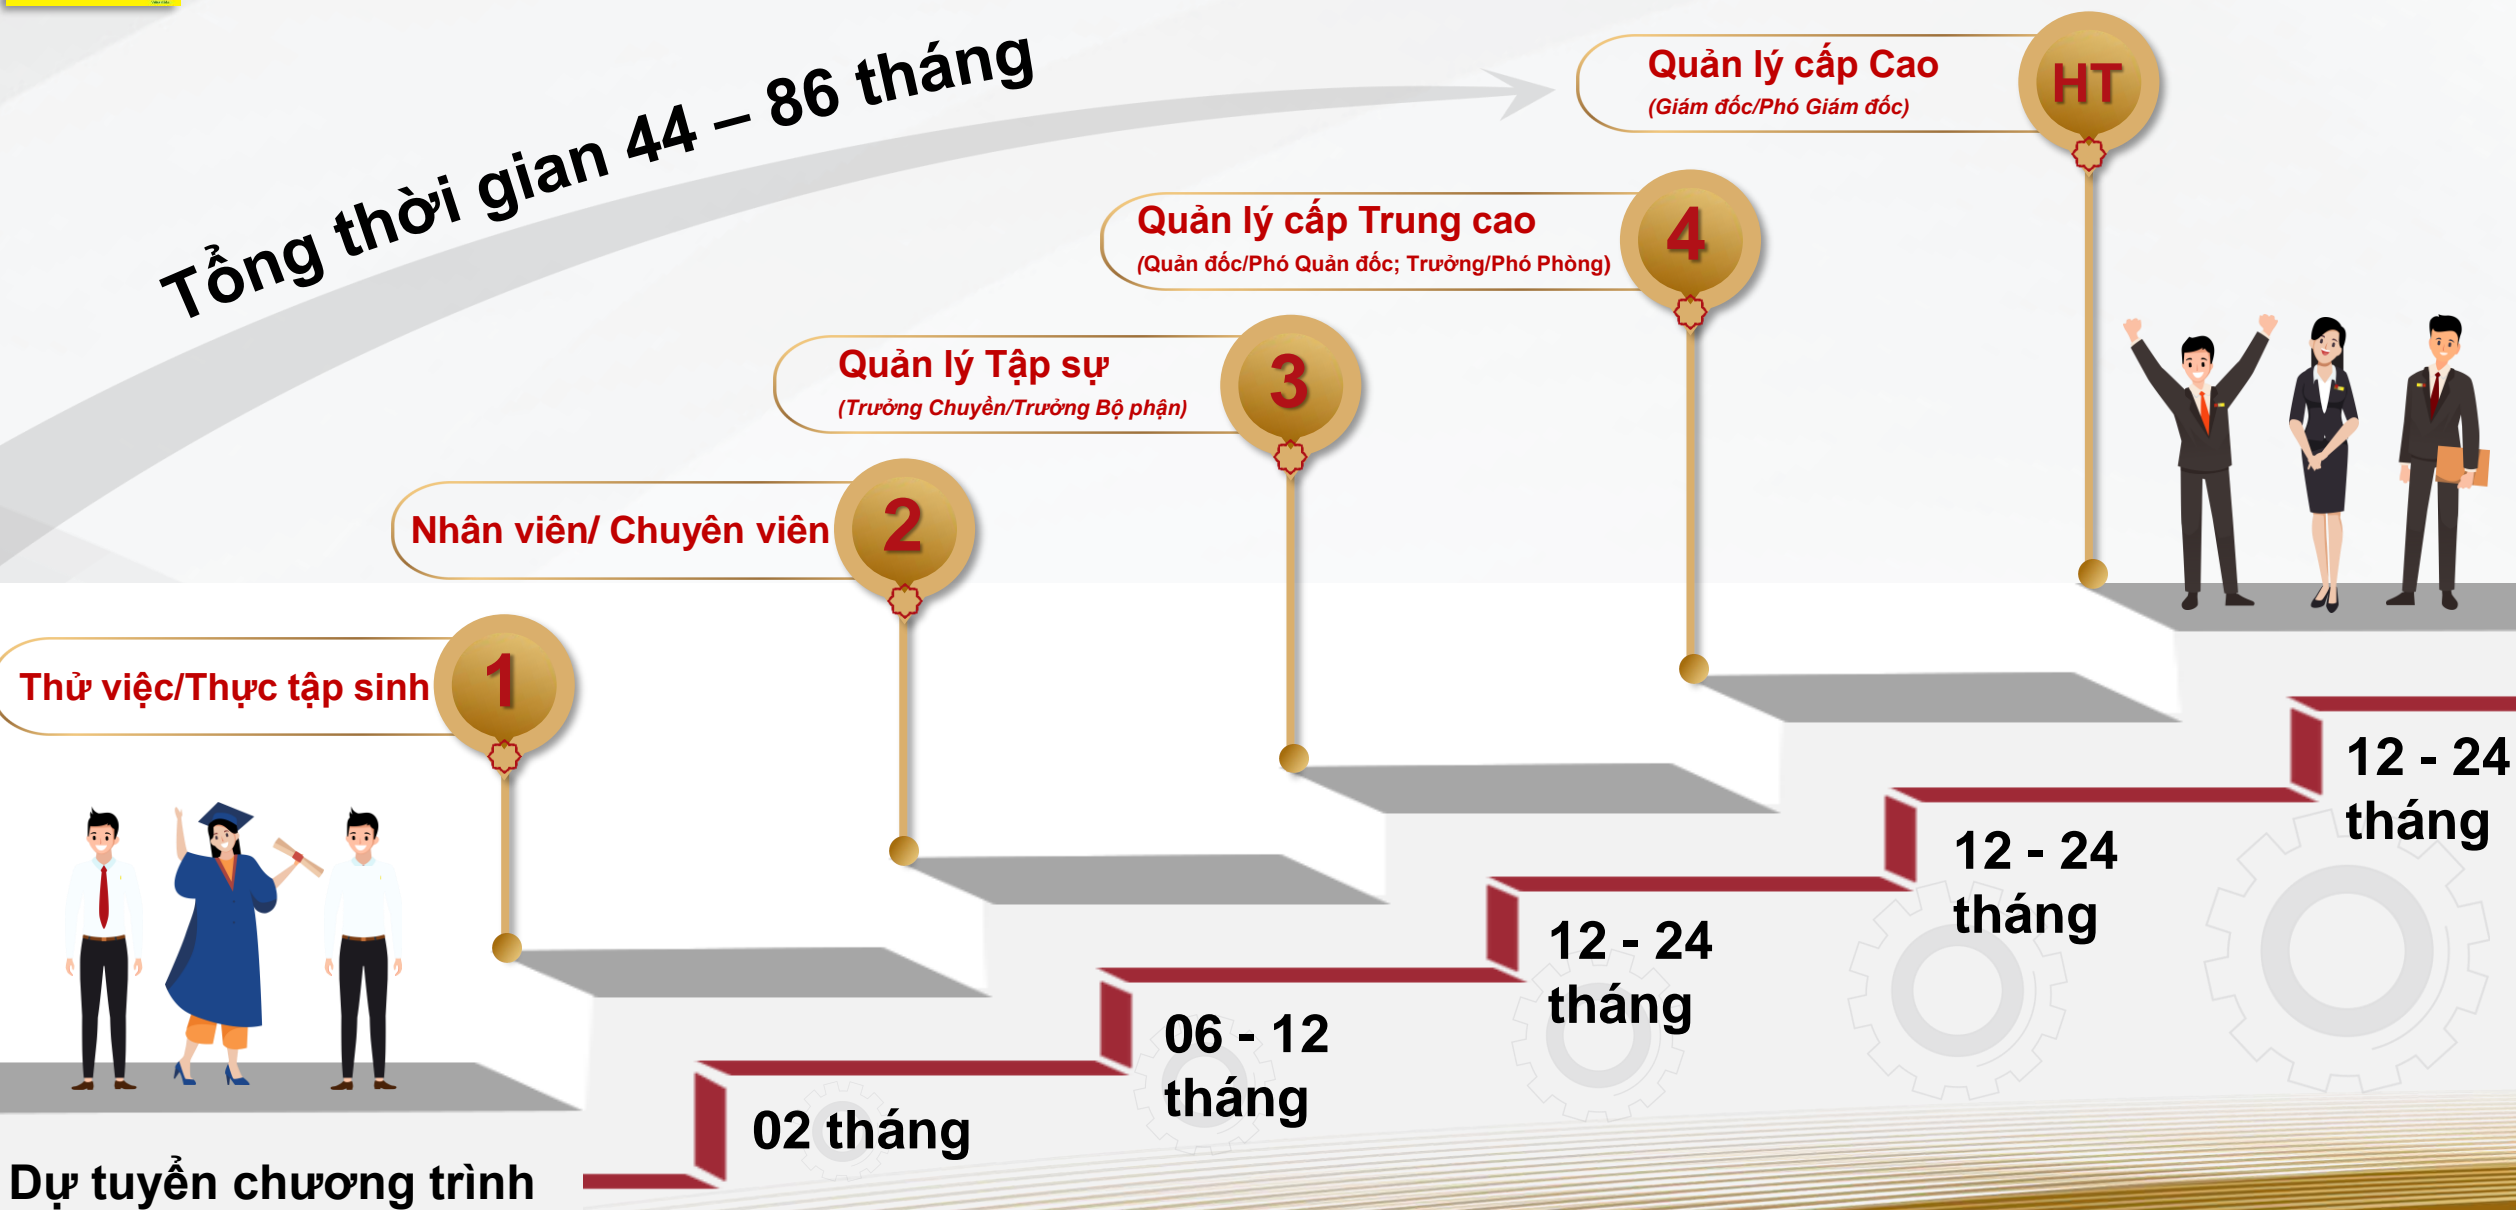 Tổng thời gian 44 – 86 tháng
Quản lý cấp Cao
(Giám đốc/Phó Giám đốc)
HT
Quản lý cấp Trung cao
(Quản đốc/Phó Quản đốc; Trưởng/Phó Phòng)
4
Quản lý Tập sự
(Trưởng Chuyền/Trưởng Bộ phận)
3
Nhân viên/ Chuyên viên
2
Thử việc/Thực tập sinh
1
12 - 24
tháng
12 - 24
tháng
12 - 24
tháng
06 - 12
tháng
02 tháng
Dự tuyển chương trình